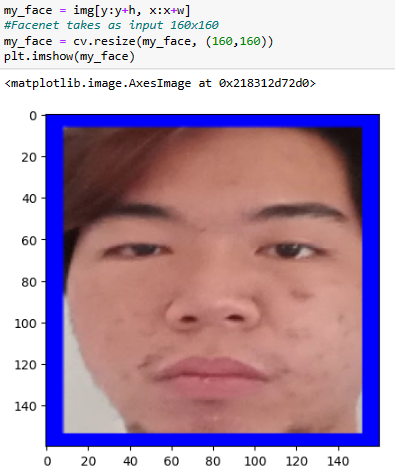 my_face = img[y:y+h, x:x+w]
#Facenet takes as input 160x160
my_face = cv.resize(my_face, (160,160))
plt.imshow(my_face)
<matplotlib.image.AxesImage at 0x218312d72d0>
0
20
40
60
80
100
120
140
0 20 40 60 80 100 120 140